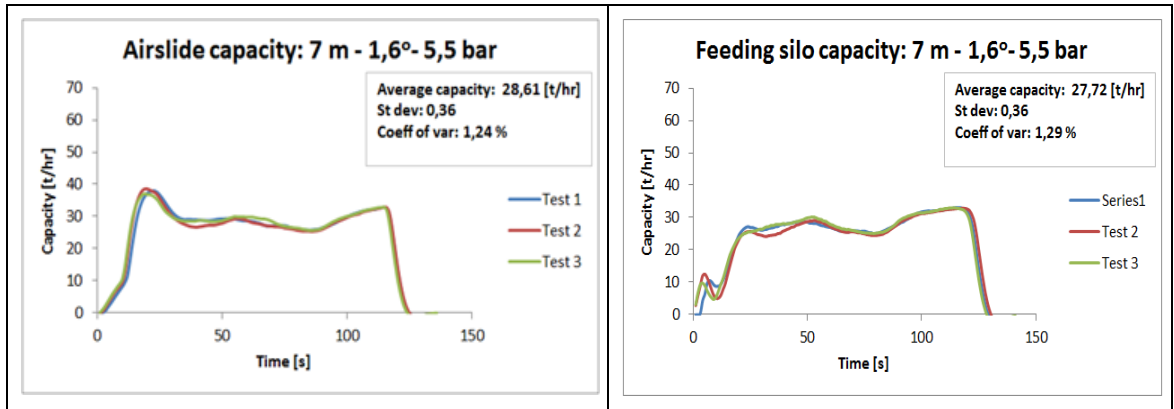 Airslide capacity: 7 m - 1,6º- 5,5 bar
Average capacity: 28,61 [t/hr]
St dev: 0,36
Coeff of var: 1,24 %
Capacity [t/hr]
70
60
50
40
30
20
10
0
0 50 100 150
Time [s]
Test 1
Test 2
Test 3
Feeding silo capacity: 7 m - 1,6º- 5,5 bar
Average capacity: 27,72 [t/hr]
St dev: 0,36
Coeff of var: 1,29 %
Capacity [t/hr]
70
60
50
40
30
20
10
0
0 50 100 150
Time [s]
Series1
Test 2
Test 3